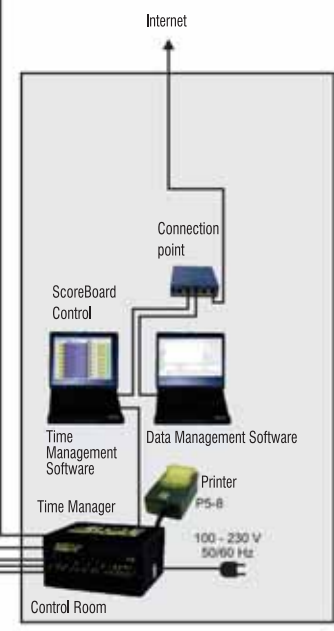 Internet
Connection
point
ScoreBoard
Control
Time
Management
Software
Data Management Software
Printer
P5-8
Time Manager
100 - 230 V
50/60 Hz
Control Room